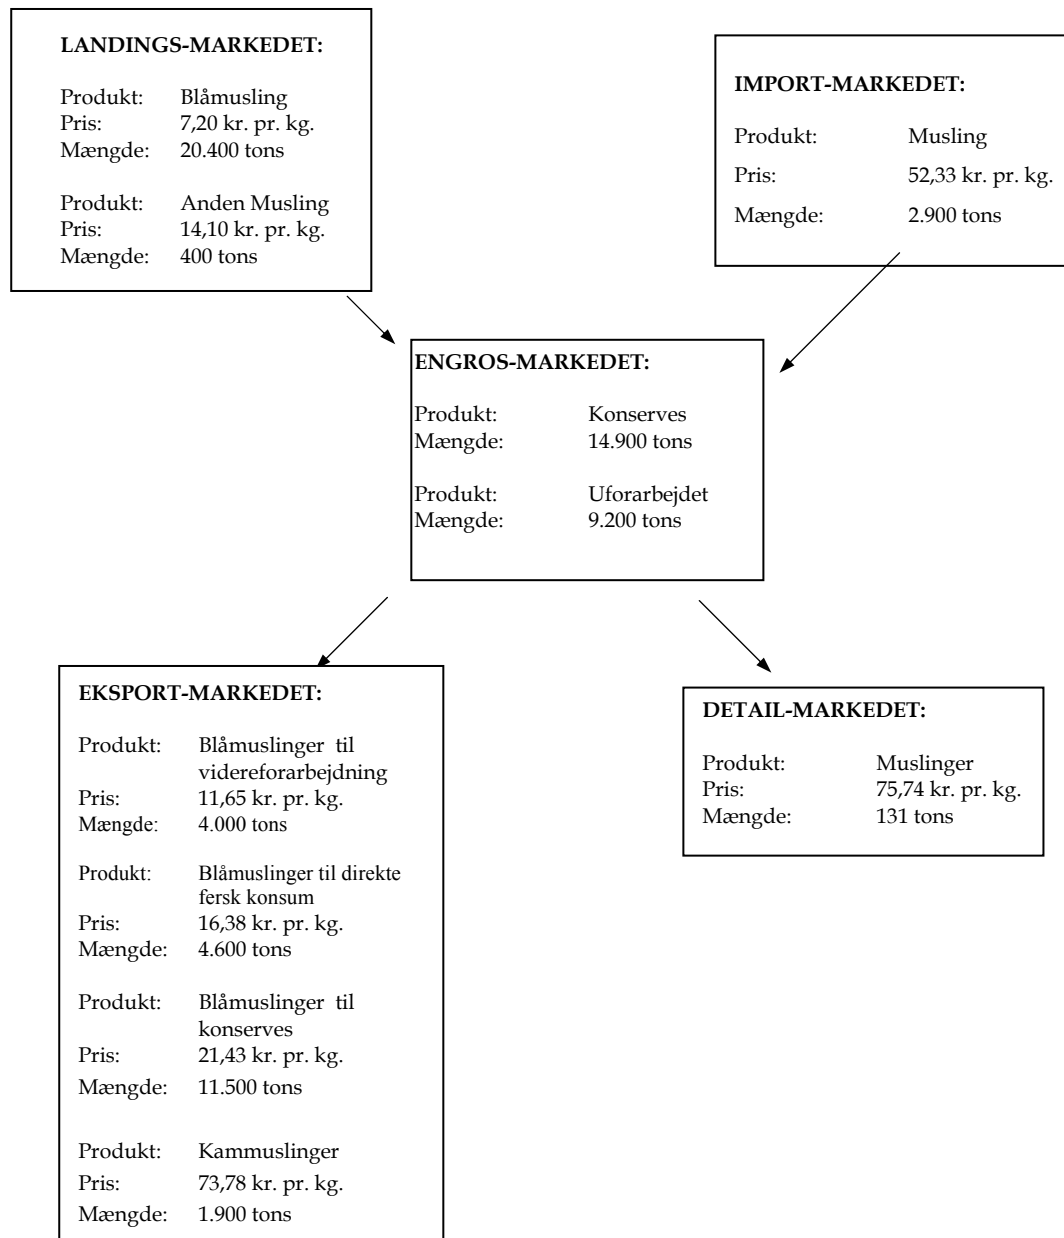 LANDINGS-MARKEDET:
Produkt: Blåmusling
Pris: 7,20 kr. pr. kg.
Mængde: 20.400 tons
Produkt: Anden Musling
Pris: 14,10 kr. pr. kg.
Mængde: 400 tons
IMPORT-MARKEDET:
Produkt: Musling
Pris: 52,33 kr. pr. kg.
Mængde: 2.900 tons
ENGROS-MARKEDET:
Produkt: Konserves
Mængde: 14.900 tons
Produkt: Uforarbejdet
Mængde: 9.200 tons
EKSPORT-MARKEDET:
Produkt: Blåmuslinger til
videreforarbejdning
Pris: 11,65 kr. pr. kg.
Mængde: 4.000 tons
Produkt: Blåmuslinger til direkte
fersk konsum
Pris: 16,38 kr. pr. kg.
Mængde: 4.600 tons
Produkt: Blåmuslinger til
konserves
Pris: 21,43 kr. pr. kg.
Mængde: 11.500 tons
Produkt: Kammuslinger
Pris: 73,78 kr. pr. kg.
Mængde: 1.900 tons
DETAIL-MARKEDET:
Produkt: Muslinger
Pris: 75,74 kr. pr. kg.
Mængde: 131 tons